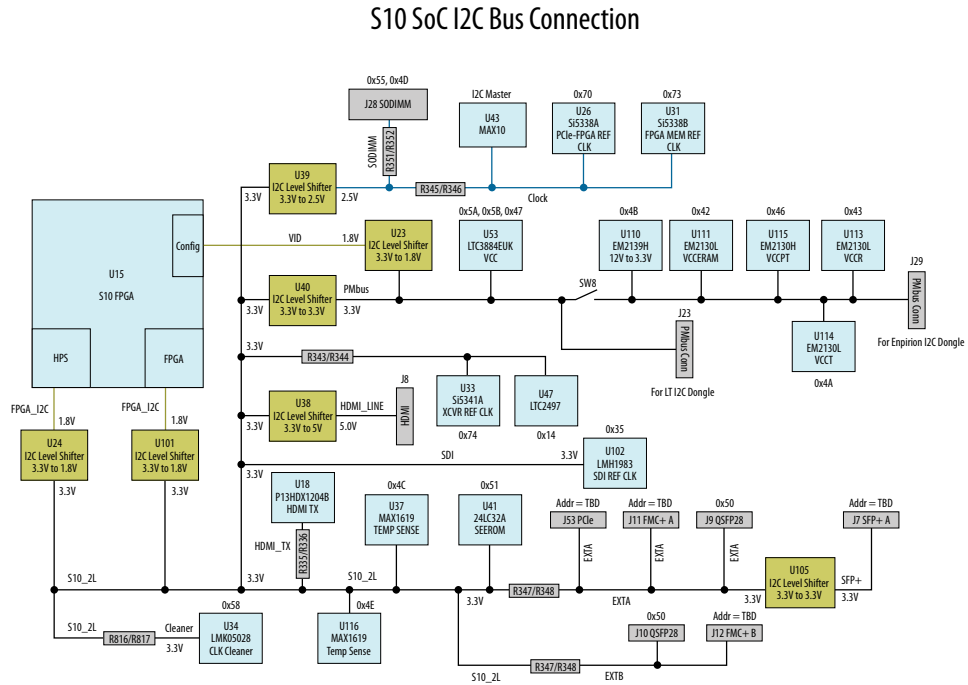 S10 SoC I2C Bus Connection
0x55, 0x4D
J28 SODIMM
SODIMM
R351/R352
I2C Master
U43
MAX10
0x70
U26
Si5338A
PCIe-FPGA REF
CLK
0x73
U31
Si5338B
FPGA MEM REF
CLK
U39
I2C Level Shifter
3.3V to 2.5V
3.3V
2.5V
R345/R346
Clock
U15
S10 FPGA
Config
HPS
FPGA
VID
1.8V
U23
I2C Level Shifter
3.3V to 1.8V
0x5A, 0x5B, 0x47
U53
LTC3884EUK
VCC
0x4B
U110
EM2139H
12V to 3.3V
0x42
U111
EM2130L
VCCERAM
0x46
U115
EM2130H
VCCPT
0x43
U113
EM2130L
VCCR
J29
PMbus Conn
For Enpirion I2C Dongle
U40
I2C Level Shifter
3.3V to 3.3V
3.3V
PMbus
3.3V
SW8
J23
PMbus Conn
For LT I2C Dongle
U114
EM2130L
VCCT
0x4A
3.3V
R343/R344
U33
Si5341A
XCVR REF CLK
0x74
U47
LTC2497
0x14
J8
HDMI
U38
I2C Level Shifter
3.3V to 5V
3.3V
HDMI_LINE
5.0V
FPGA_I2C
1.8V
FPGA_I2C
1.8V
U24
I2C Level Shifter
3.3V to 1.8V
3.3V
U101
I2C Level Shifter
3.3V to 1.8V
3.3V
3.3V
SDI
3.3V
0x35
U102
LMH1983
SDI REF CLK
U18
P13HDX1204B
HDMI TX
HDMI_TX
R335/R336
0x4C
U37
MAX1619
TEMP SENSE
0x51
U41
24LC32A
SEEROM
Addr = TBD
J53 PCIe
EXTA
Addr = TBD
J11 FMC+ A
EXTA
0x50
J9 QSFP28
EXTA
Addr = TBD
J7 SFP+ A
U105
I2C Level Shifter
3.3V to 3.3V
SFP+
3.3V
3.3V
S10_2L
3.3V
S10_2L
3.3V
R347/R348
EXTA
S10_2L
R816/R817
Cleaner
3.3V
0x58
U34
LMK05028
CLK Cleaner
0x4E
U116
MAX1619
Temp Sense
0x50
J10 QSFP28
Addr = TBD
J12 FMC+ B
S10_2L
R347/R348
EXTB